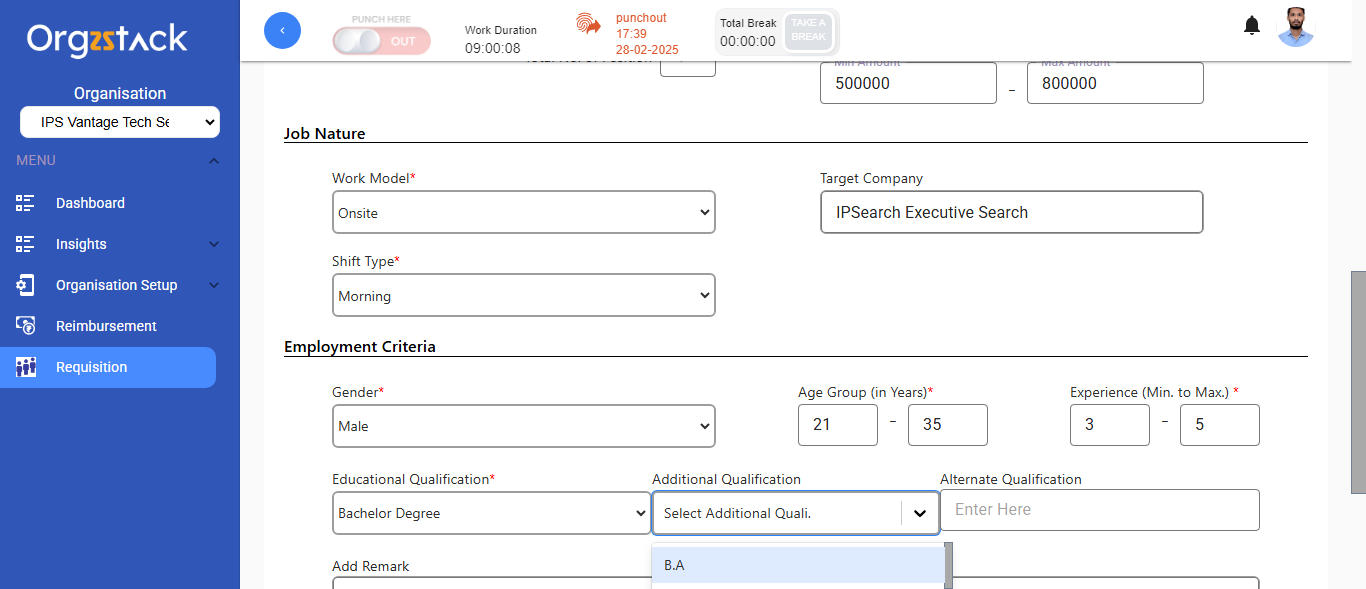 Orgzstack
Organisation
IPS Vantage Tech Se
MENU
Dashboard
Insights
Organisation Setup
Reimbursement
Requisition
PUNCH HERE
OUT
Work Duration
09:00:08
punchout
17:39
28-02-2025
Total Break
00:00:00
TAKE A
BREAK
Total No. of Position
Min Amount
500000
-
Max Amount
800000
Job Nature
Work Model*
Onsite
Target Company
IPSearch Executive Search
Shift Type*
Morning
Employment Criteria
Gender*
Male
Age Group (in Years)*
21 - 35
Experience (Min. to Max.) *
3 - 5
Educational Qualification*
Bachelor Degree
Additional Qualification
Select Additional Quali.
B.A
Alternate Qualification
Enter Here
Add Remark